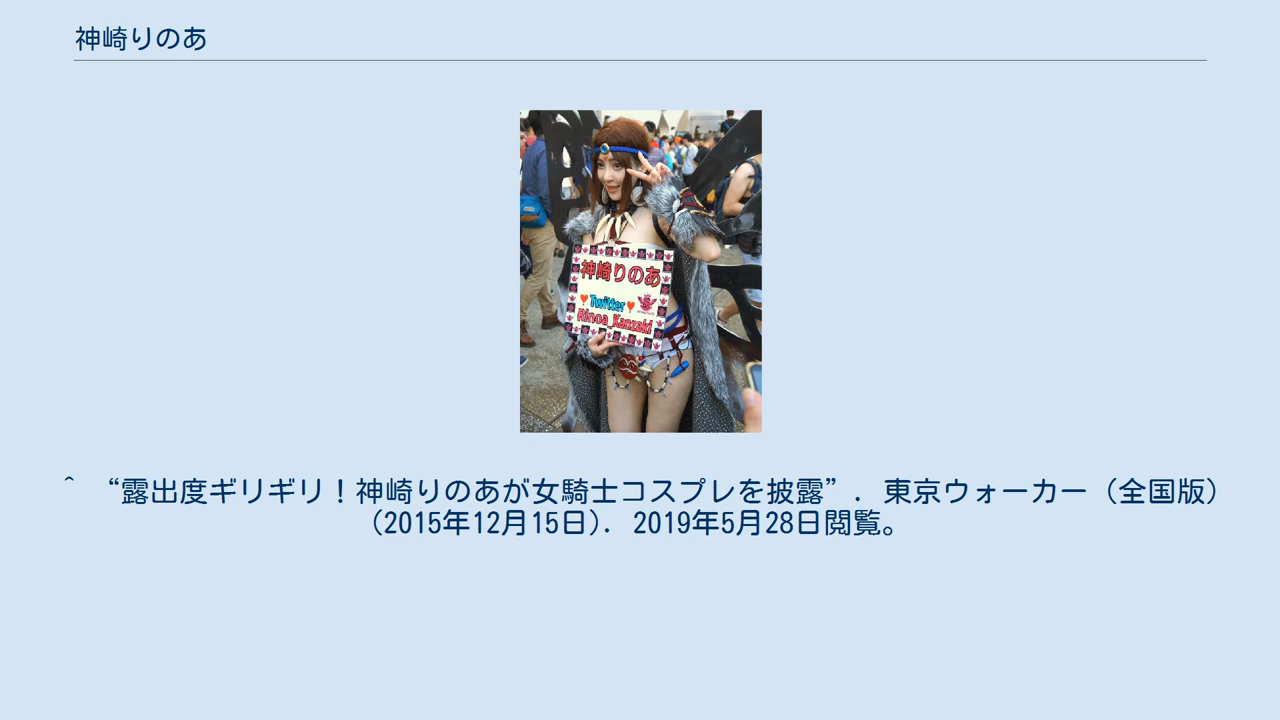 神崎りのあ
神崎りのあ
Twitter
Rinoa_Kanzaki
^ “露出度ギリギリ！神崎りのあが女騎士コスプレを披露”. 東京ウォーカー（全国版）
（2015年12月15日）. 2019年5月28日閲覧。